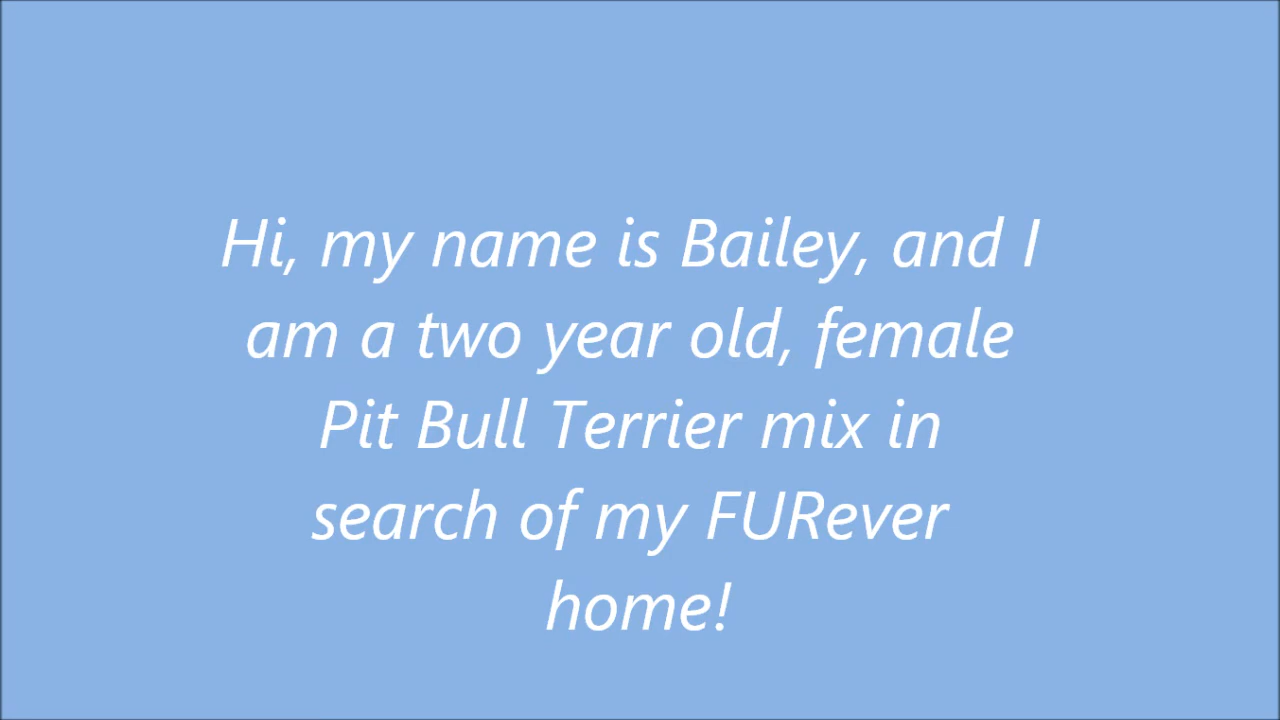 Hi, my name is Bailey, and I
am a two year old, female
Pit Bull Terrier mix in
search of my FURever
home!